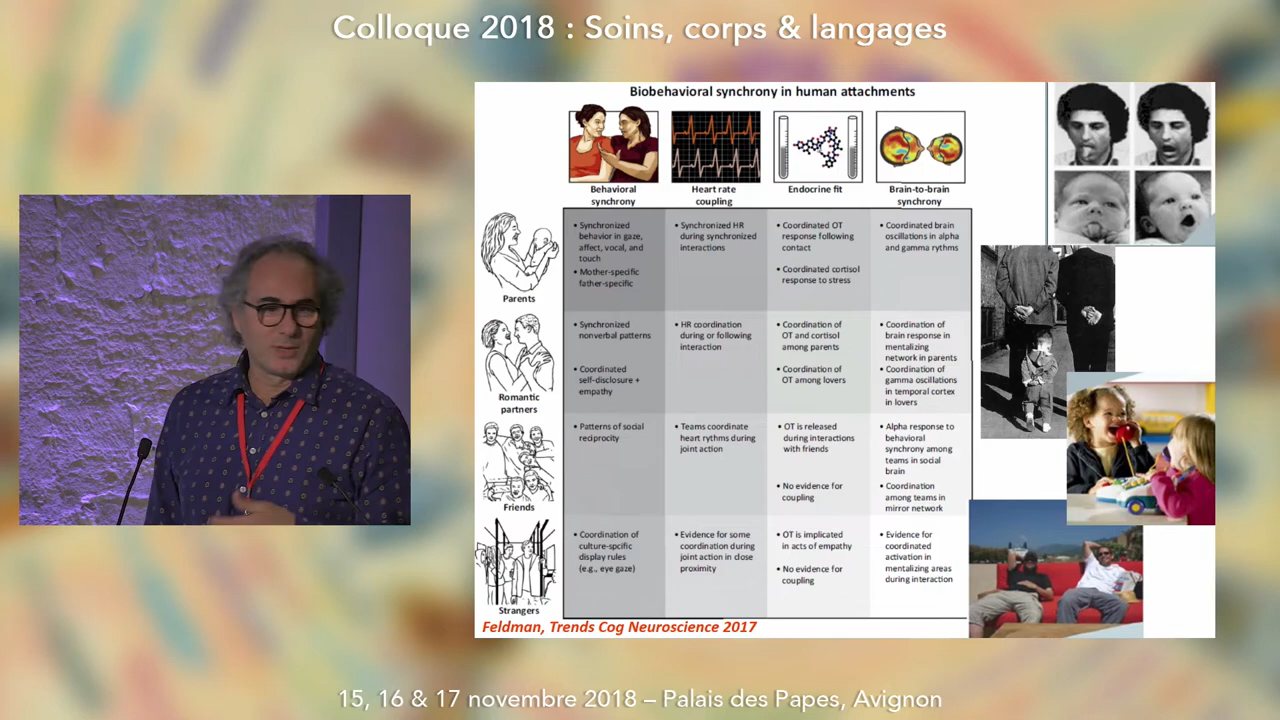 Colloque 2018 : Soins, corps & langages
Biobehavioral synchrony in human attachments
Behavioral
synchrony
Heart rate
coupling
Endocrine fit
Brain-to-brain
synchrony
Parents
• Synchronized
behavior in gaze,
affect, vocal, and
touch
• Mother-specific
father-specific
• Synchronized HR
during synchronized
interactions
• Coordinated OT
response following
contact
• Coordinated cortisol
response to stress
• Coordinated brain
oscillations in alpha
and gamma rythms
Romantic
partners
• Synchronized
nonverbal patterns
• Coordinated
self-disclosure +
empathy
• HR coordination
during or following
interaction
• Coordination of
OT and cortisol
among parents
• Coordination of
OT among lovers
• Coordination of
brain response in
mentalizing
network in parents
• Coordination of
gamma oscillations
in temporal cortex
in lovers
Friends
• Patterns of social
reciprocity
• Teams coordinate
heart rythms during
joint action
• OT is released
during interactions
with friends
• No evidence for
coupling
• Alpha response to
behavioral
synchrony among
teams in social
brain
• Coordination
among teams in
mirror network
Strangers
• Coordination of
culture-spcific
display rules
(e.g., eye gaze)
• Evidence for some
coordination during
joint action in close
proximity
• OT is implicated
in acts of empathy
• No evidence for
coupling
• Evidence for
coordinated
activation in
mentalizing areas
during interaction
Feldman, Trends Cog Neuroscience 2017
15, 16 & 17 novembre 2018 – Palais des Papes, Avignon